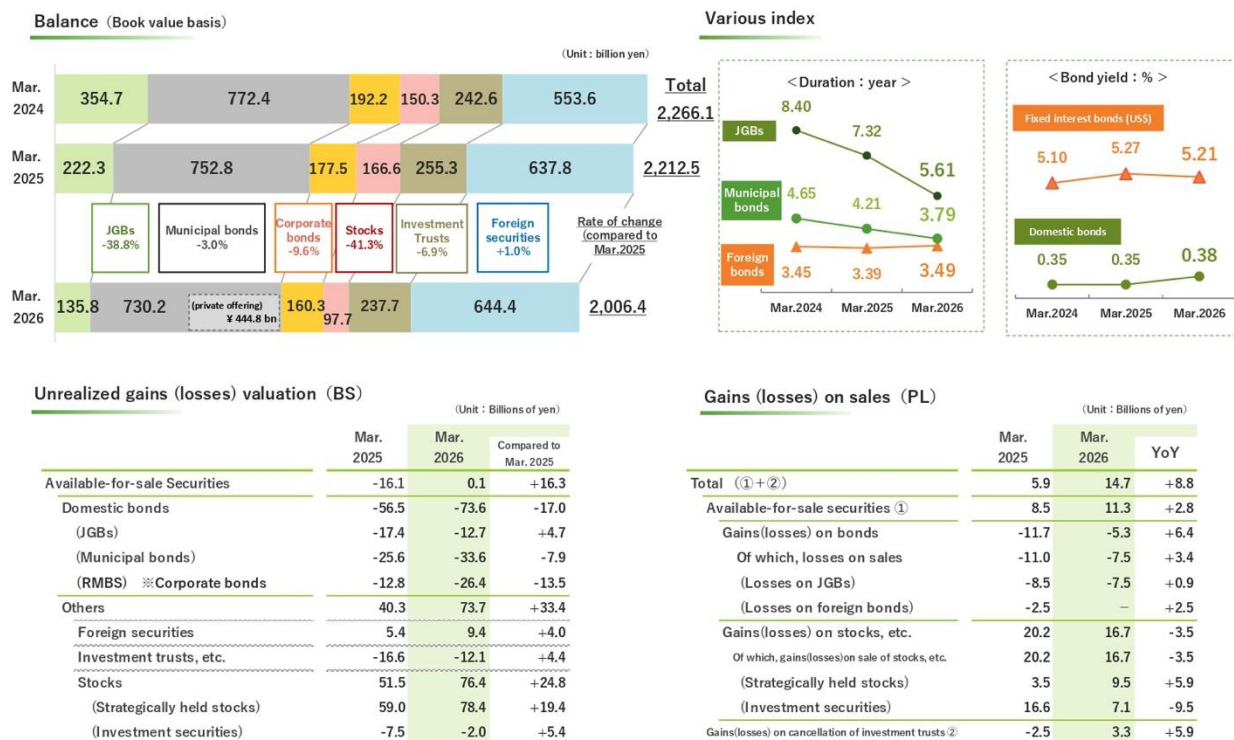 Balance (Book value basis)
(Unit : billion yen)
Mar. 2024 354.7 772.4 192.2 150.3 242.6 553.6 Total 2,266.1
Mar. 2025 222.3 752.8 177.5 166.6 255.3 637.8 2,212.5
JGBs -38.8%
Municipal bonds -3.0%
Corporate bonds -9.6%
Stocks -41.3%
Investment Trusts -6.9%
Foreign securities +1.0%
Rate of change (compared to Mar.2025
Mar. 2026 135.8 730.2 (private offering) ¥ 444.8 bn 160.3 97.7 237.7 644.4 2,006.4
Various index
＜Duration：year＞
JGBs 8.40 7.32 5.61
Municipal bonds 4.65 4.21 3.79
Foreign bonds 3.45 3.39 3.49
Mar.2024 Mar.2025 Mar.2026
＜Bond yield：%＞
Fixed interest bonds (US$)
5.10 5.27 5.21
Domestic bonds
0.35 0.35 0.38
Mar.2024 Mar.2025 Mar.2026
Unrealized gains (losses) valuation（BS）
(Unit：Billions of yen)
Mar. 2025 Mar. 2026 Compared to Mar. 2025
Available-for-sale Securities -16.1 0.1 +16.3
Domestic bonds -56.5 -73.6 -17.0
(JGBs) -17.4 -12.7 +4.7
(Municipal bonds) -25.6 -33.6 -7.9
(RMBS) ※Corporate bonds -12.8 -26.4 -13.5
Others 40.3 73.7 +33.4
Foreign securities 5.4 9.4 +4.0
Investment trusts, etc. -16.6 -12.1 +4.4
Stocks 51.5 76.4 +24.8
(Strategically held stocks) 59.0 78.4 +19.4
(Investment securities) -7.5 -2.0 +5.4
Gains (losses) on sales（PL）
(Unit：Billions of yen)
Mar. 2025 Mar. 2026 YoY
Total （①+②） 5.9 14.7 +8.8
Available-for-sale securities ① 8.5 11.3 +2.8
Gains(losses) on bonds -11.7 -5.3 +6.4
Of which, losses on sales -11.0 -7.5 +3.4
(Losses on JGBs) -8.5 -7.5 +0.9
(Losses on foreign bonds) -2.5 − +2.5
Gains(losses) on stocks, etc. 20.2 16.7 -3.5
Of which, gains(losses)on sale of stocks, etc. 20.2 16.7 -3.5
(Strategically held stocks) 3.5 9.5 +5.9
(Investment securities) 16.6 7.1 -9.5
Gains(losses) on cancellation of investment trusts ② -2.5 3.3 +5.9